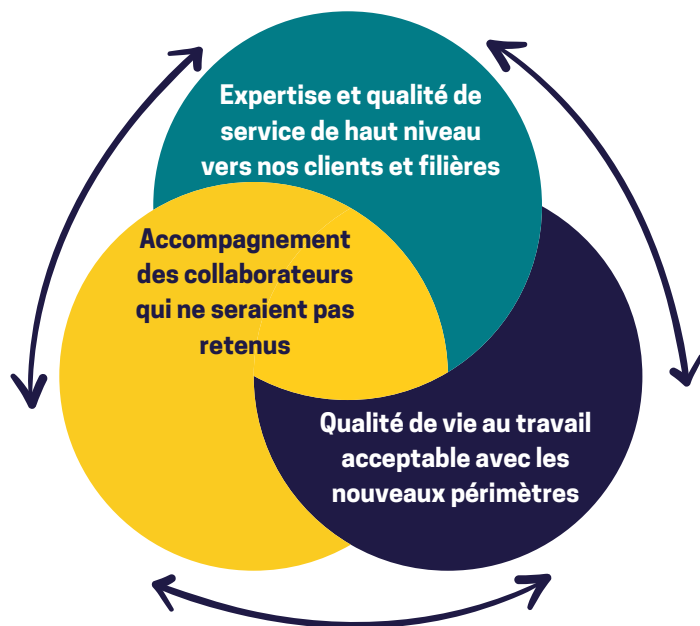 Expertise et qualité de
service de haut niveau
vers nos clients et filières
Accompagnement
des collaborateurs
qui ne seraient pas
retenus
Qualité de vie au travail
acceptable avec les
nouveaux périmètres